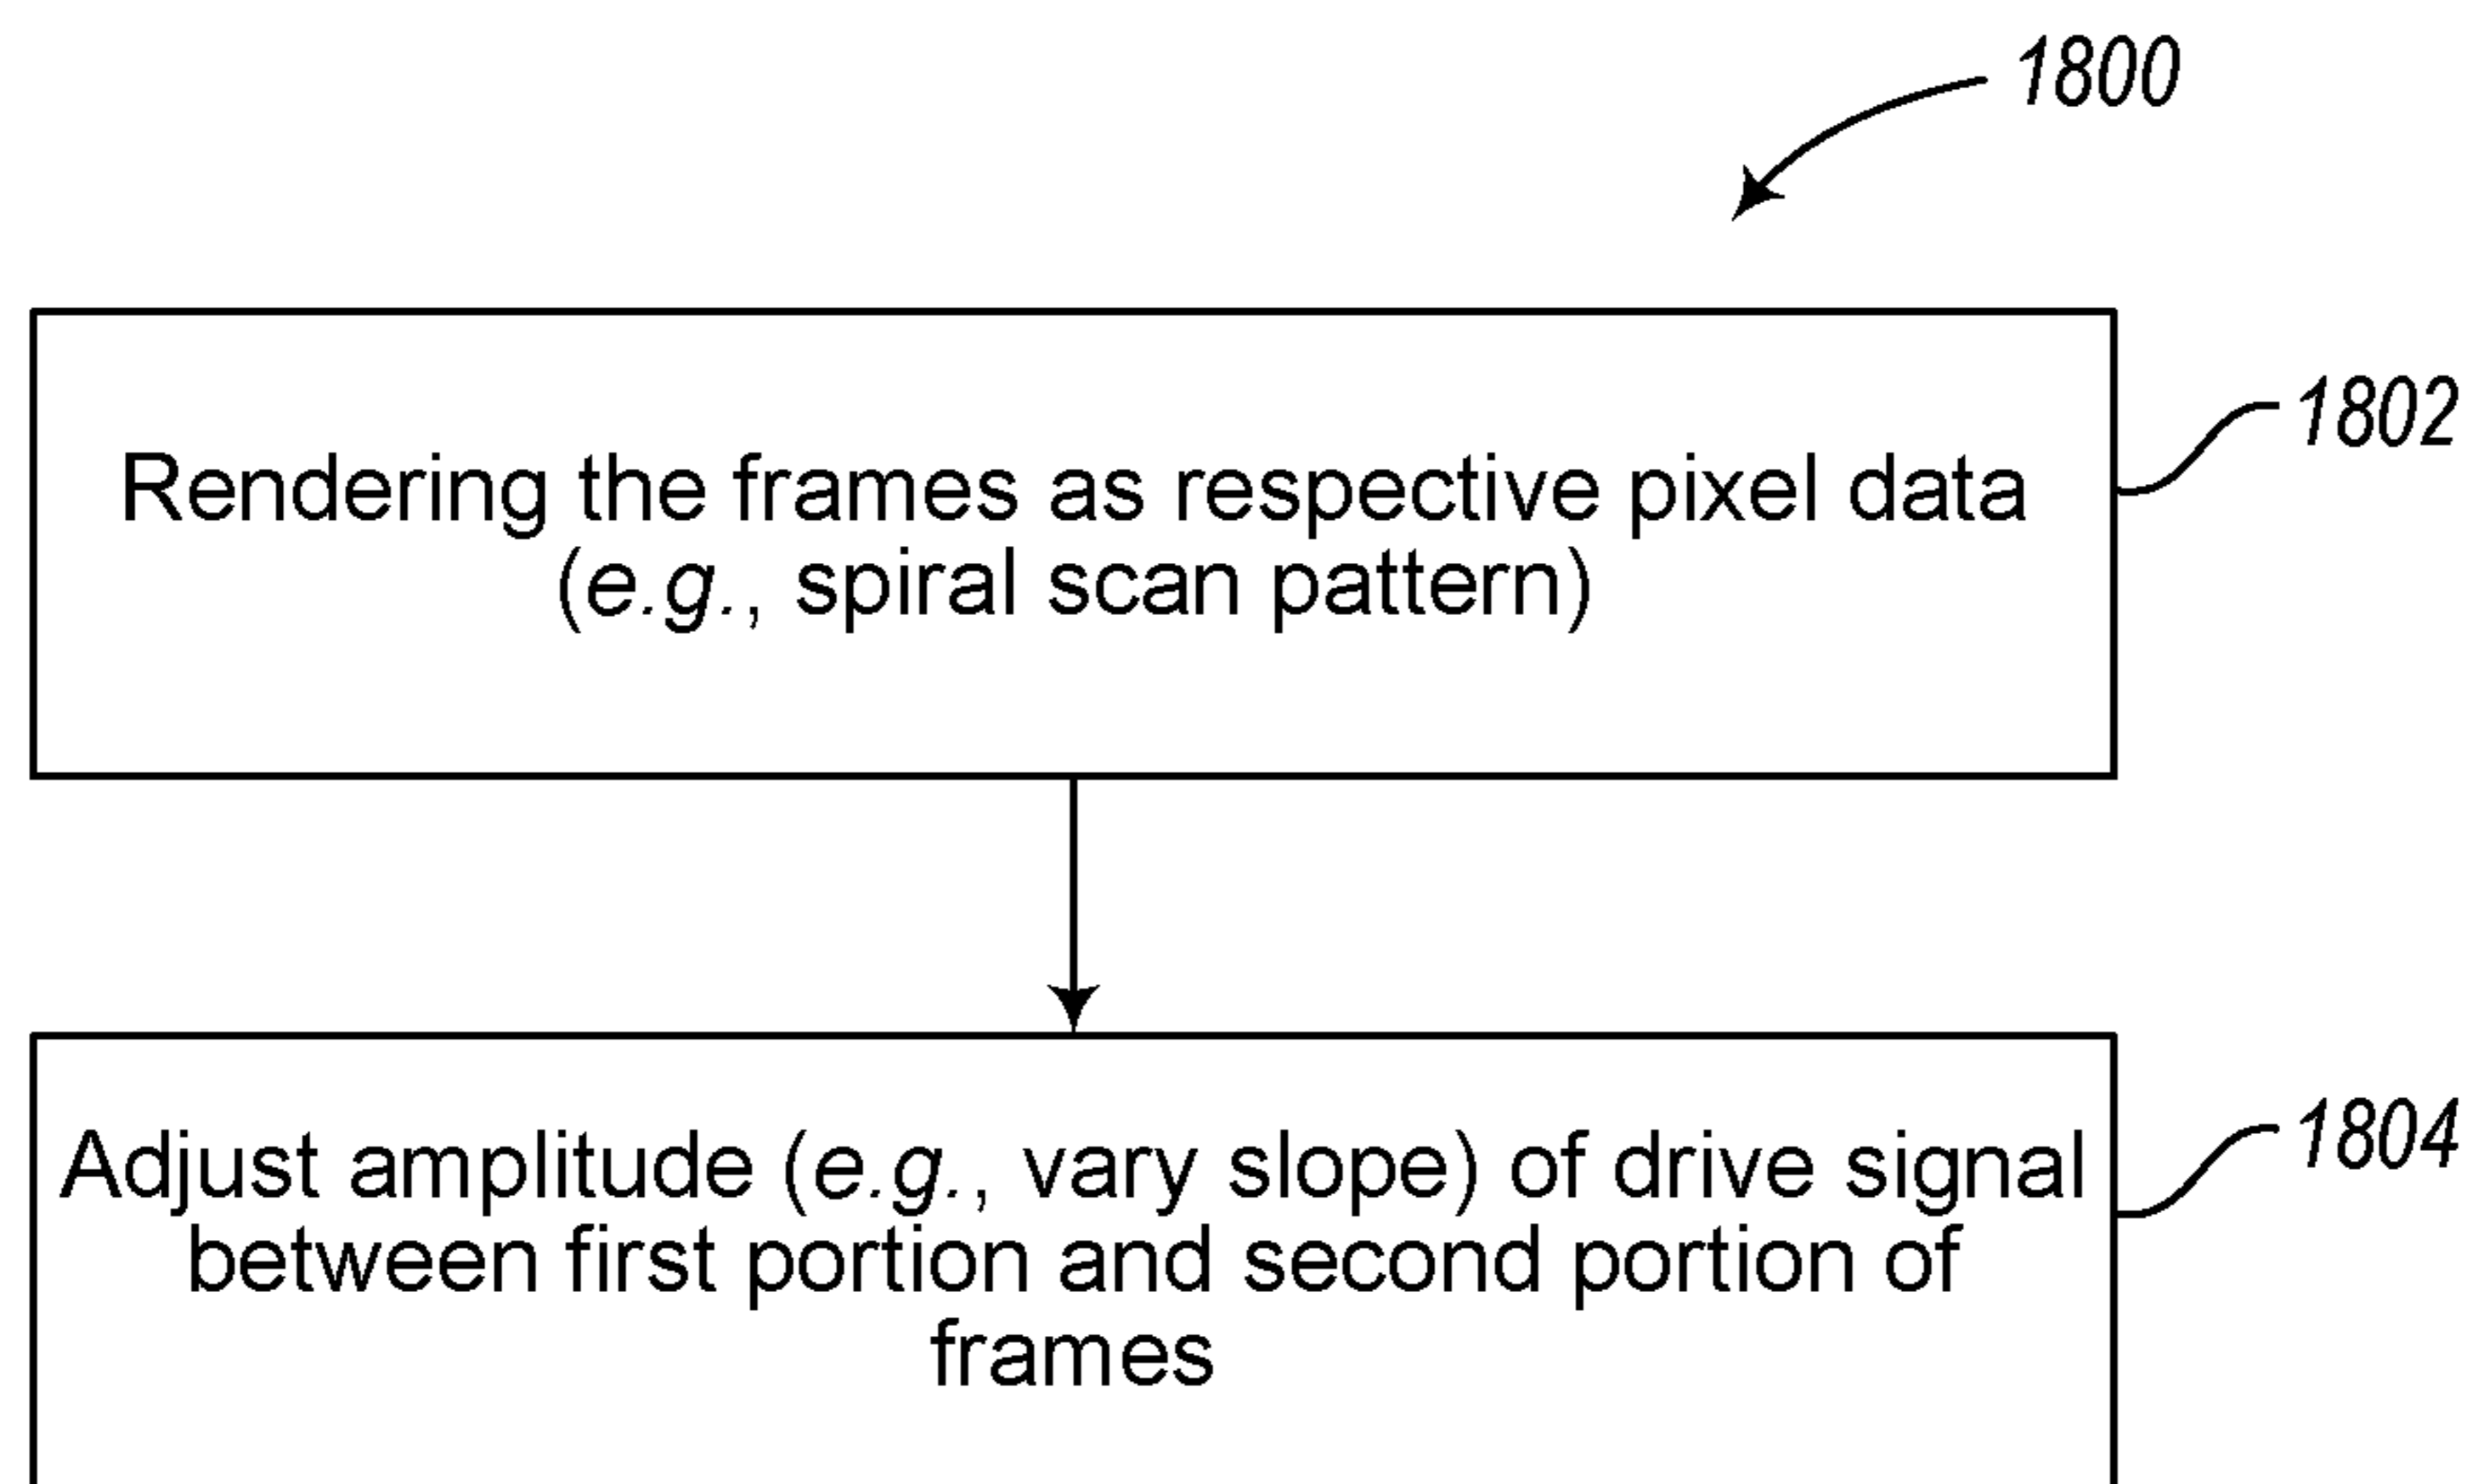 1800
1802
Rendering the frames as respective pixel data
(e.g., spiral scan pattern)
1804
Adjust amplitude (e.g., vary slope) of drive signal
between first portion and second portion of
frames